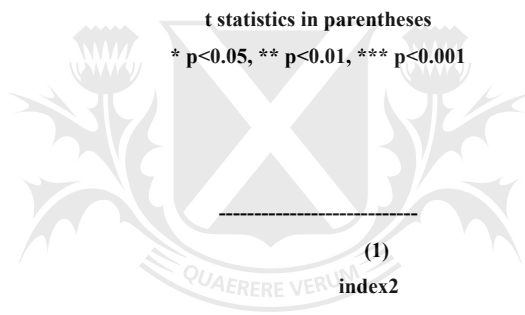 t statistics in parentheses
* p<0.05, ** p<0.01, *** p<0.001
----------------------------
(1)
index2
QUAERERE VERUM